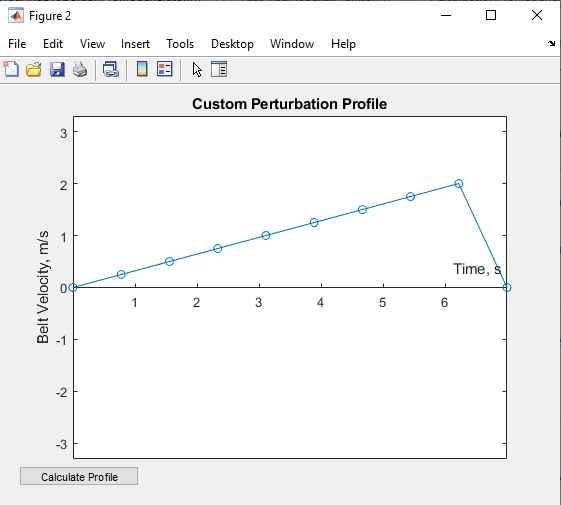 Figure 2
File Edit View Insert Tools Desktop Window Help
Custom Perturbation Profile
3
2
1
Time, s
0
1 2 3 4 5 6
Belt Velocity, m/s
-1
-2
-3
Calculate Profile